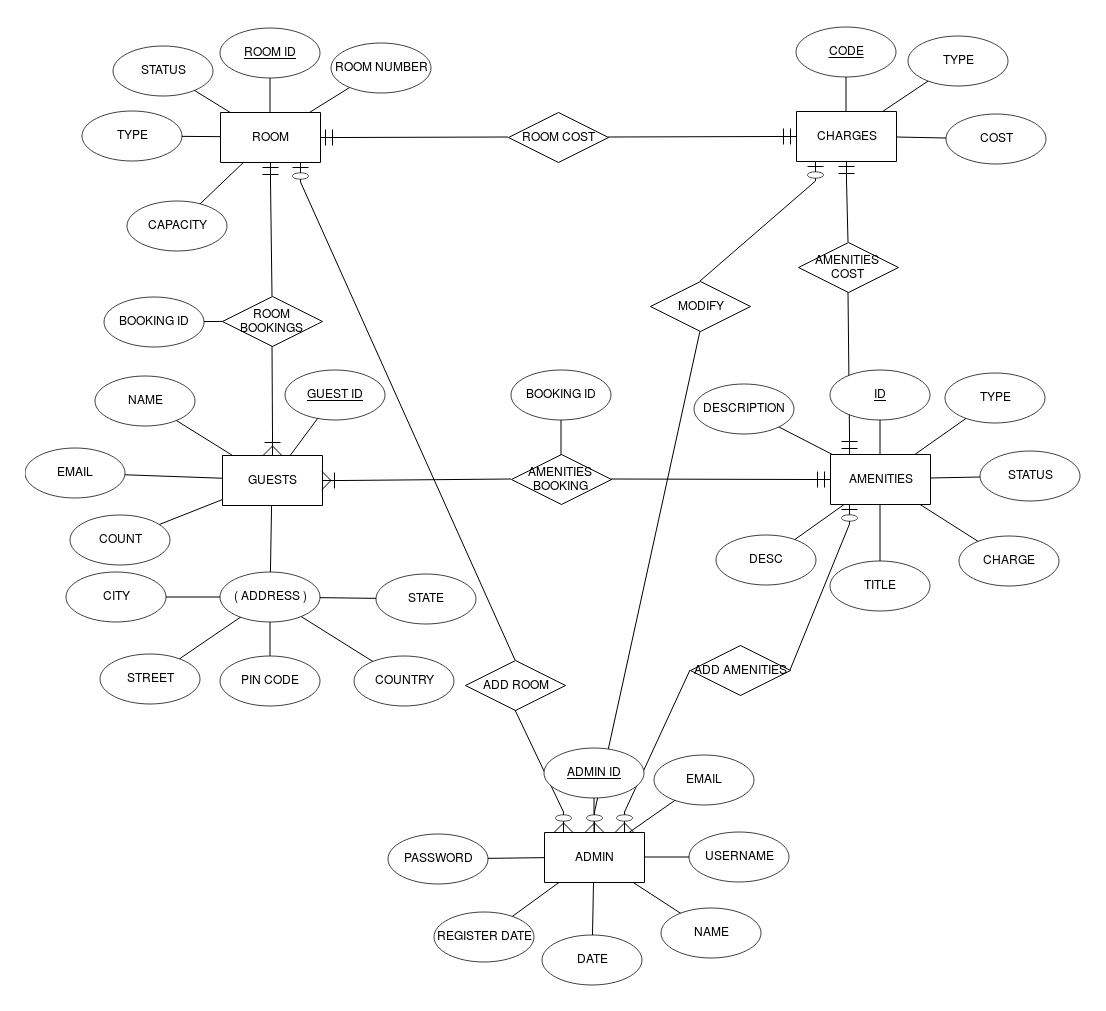 ROOM ID
CODE
STATUS
ROOM NUMBER
TYPE
TYPE
ROOM
ROOM COST
CHARGES
COST
CAPACITY
AMENITIES
COST
MODIFY
BOOKING ID
ROOM
BOOKINGS
NAME
GUEST ID
BOOKING ID
DESCRIPTION
ID
TYPE
EMAIL
GUESTS
AMENITIES
BOOKING
AMENITIES
STATUS
COUNT
DESC
TITLE
CHARGE
CITY
( ADDRESS )
STATE
STREET
PIN CODE
COUNTRY
ADD ROOM
ADD AMENITIES
ADMIN ID
EMAIL
PASSWORD
ADMIN
USERNAME
REGISTER DATE
DATE
NAME